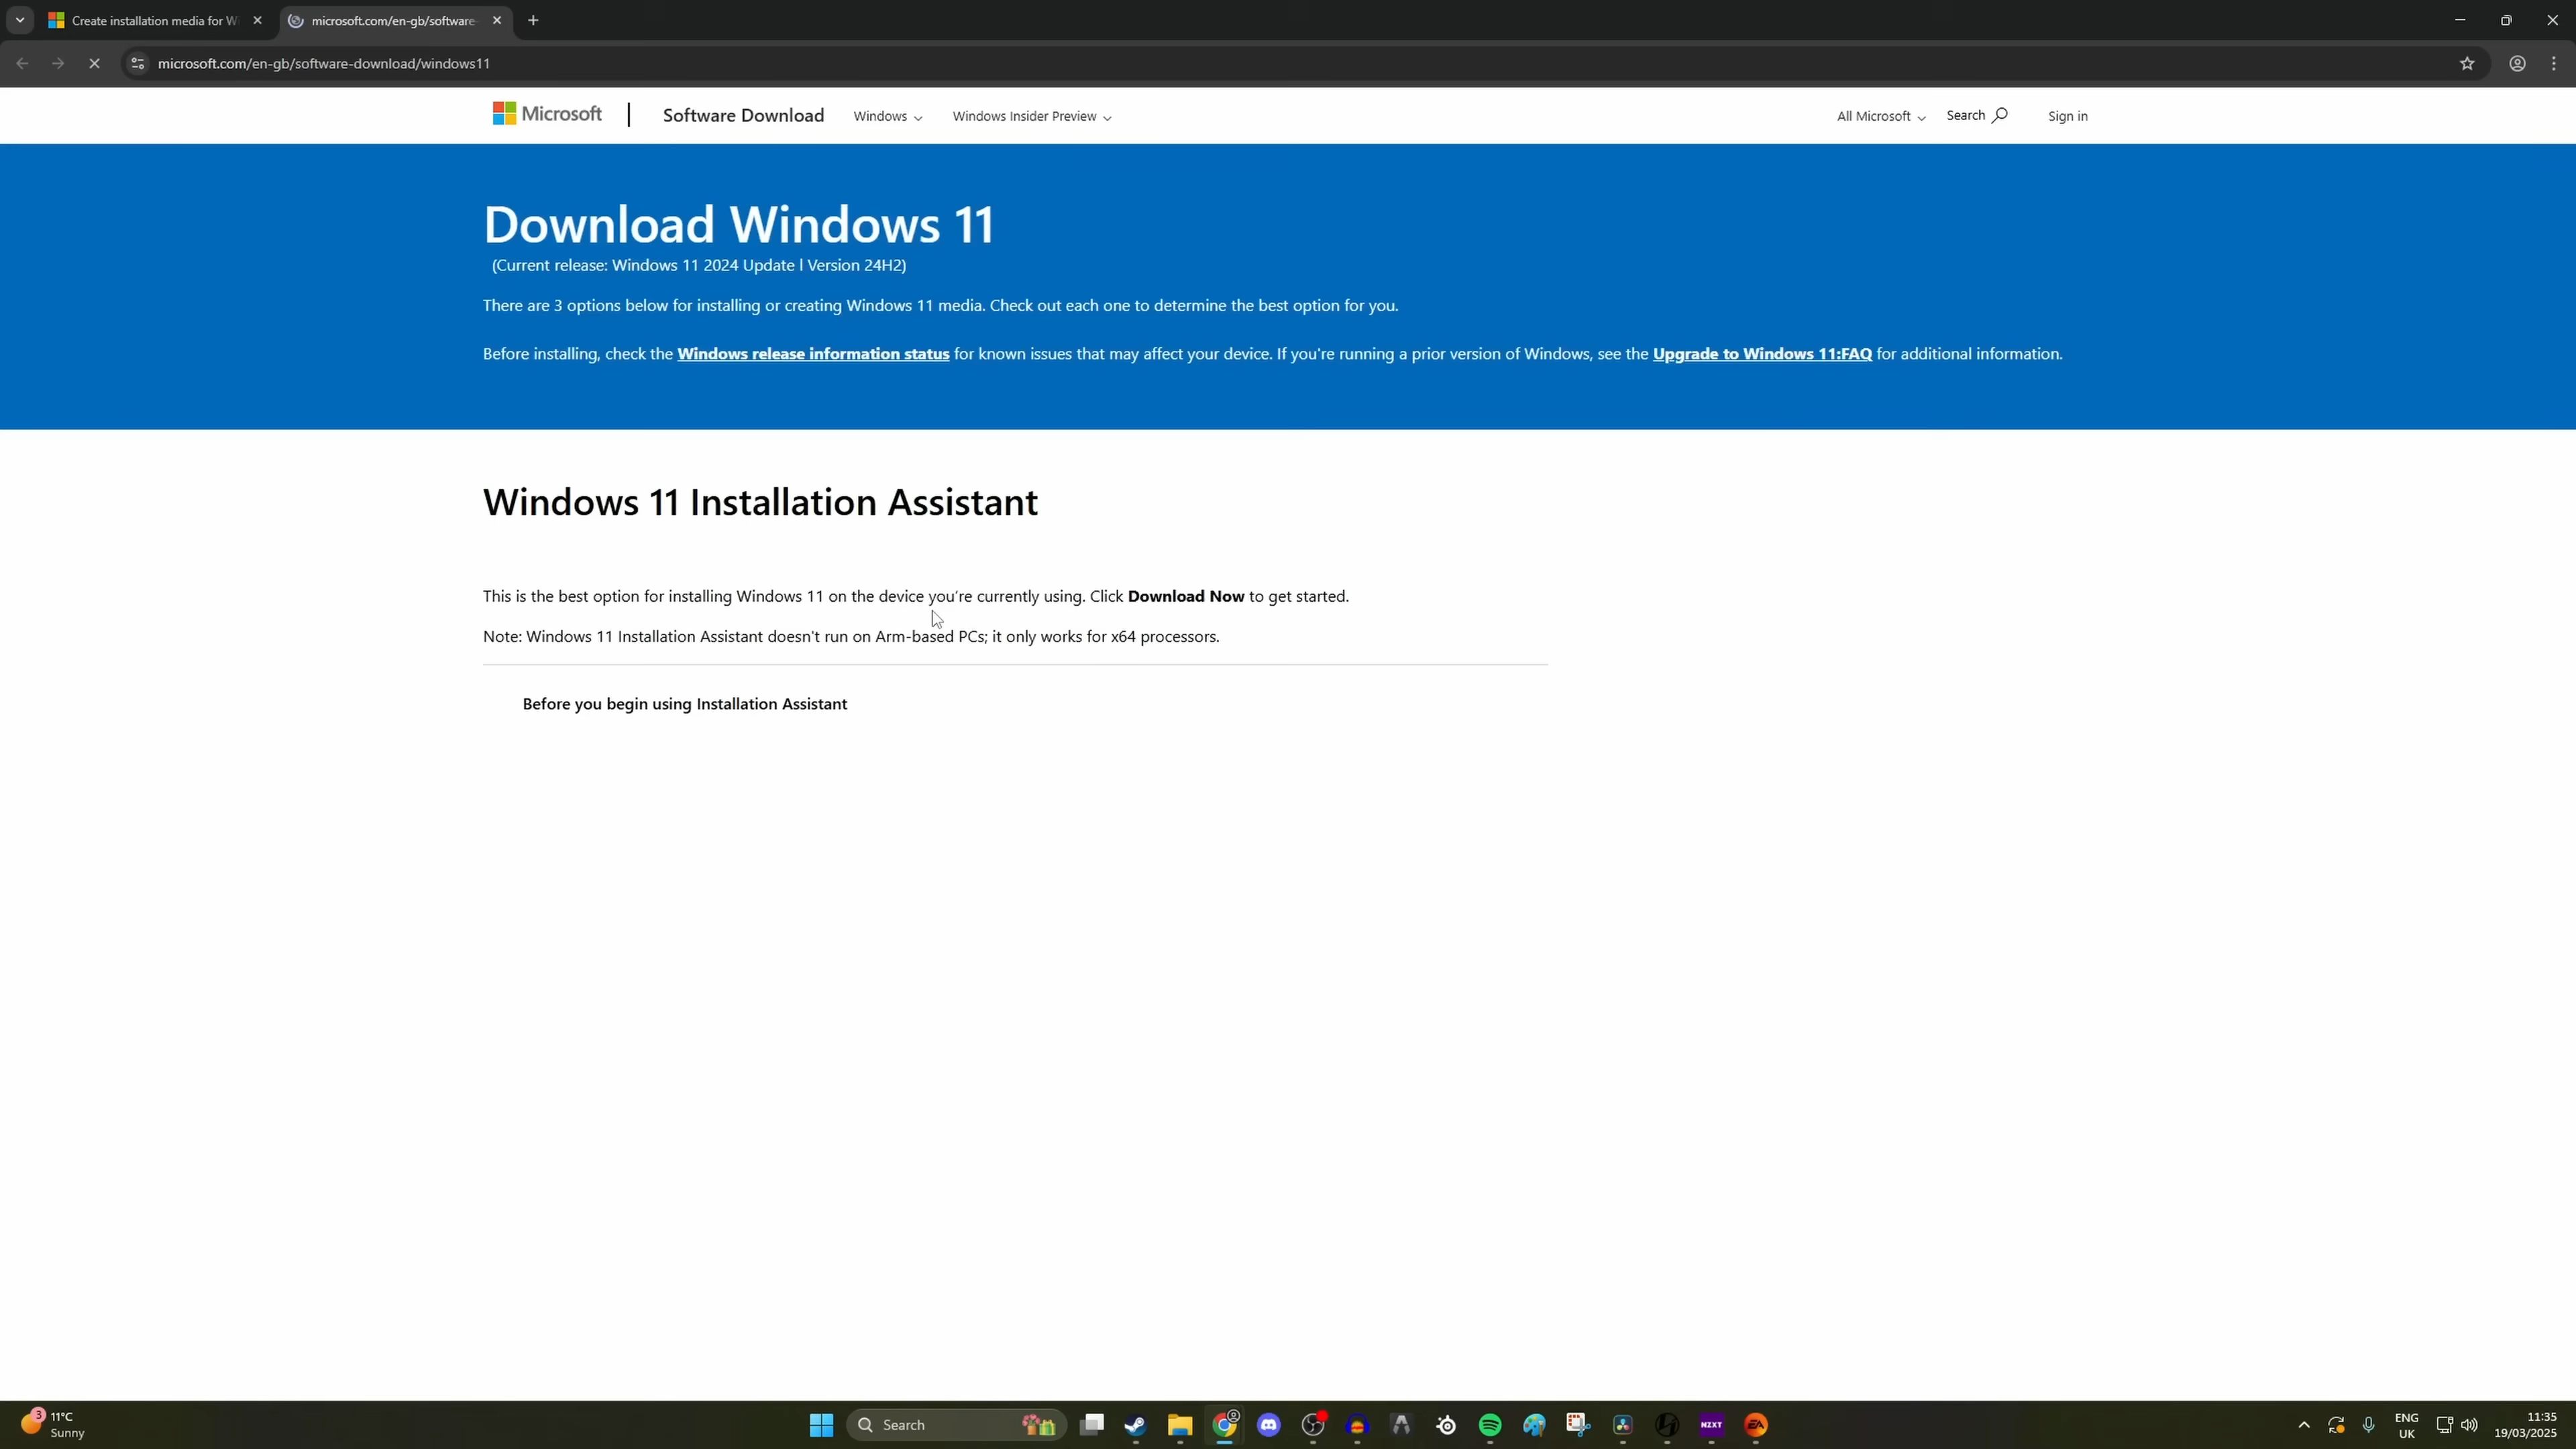 Create installation media for W
microsoft.com/en-gb/software-
microsoft.com/en-gb/software-download/windows11
Microsoft
Software Download
Windows
Windows Insider Preview
All Microsoft
Search
Sign in
Download Windows 11
(Current release: Windows 11 2024 Update l Version 24H2)
There are 3 options below for installing or creating Windows 11 media. Check out each one to determine the best option for you.
Before installing, check the Windows release information status for known issues that may affect your device. If you're running a prior version of Windows, see the Upgrade to Windows 11:FAQ for additional information.
Windows 11 Installation Assistant
This is the best option for installing Windows 11 on the device you're currently using. Click Download Now to get started.
Note: Windows 11 Installation Assistant doesn't run on Arm-based PCs; it only works for x64 processors.
Before you begin using Installation Assistant
3
11°C
Sunny
Search
NZXT
EA
ENG
UK
11:35
19/03/2025